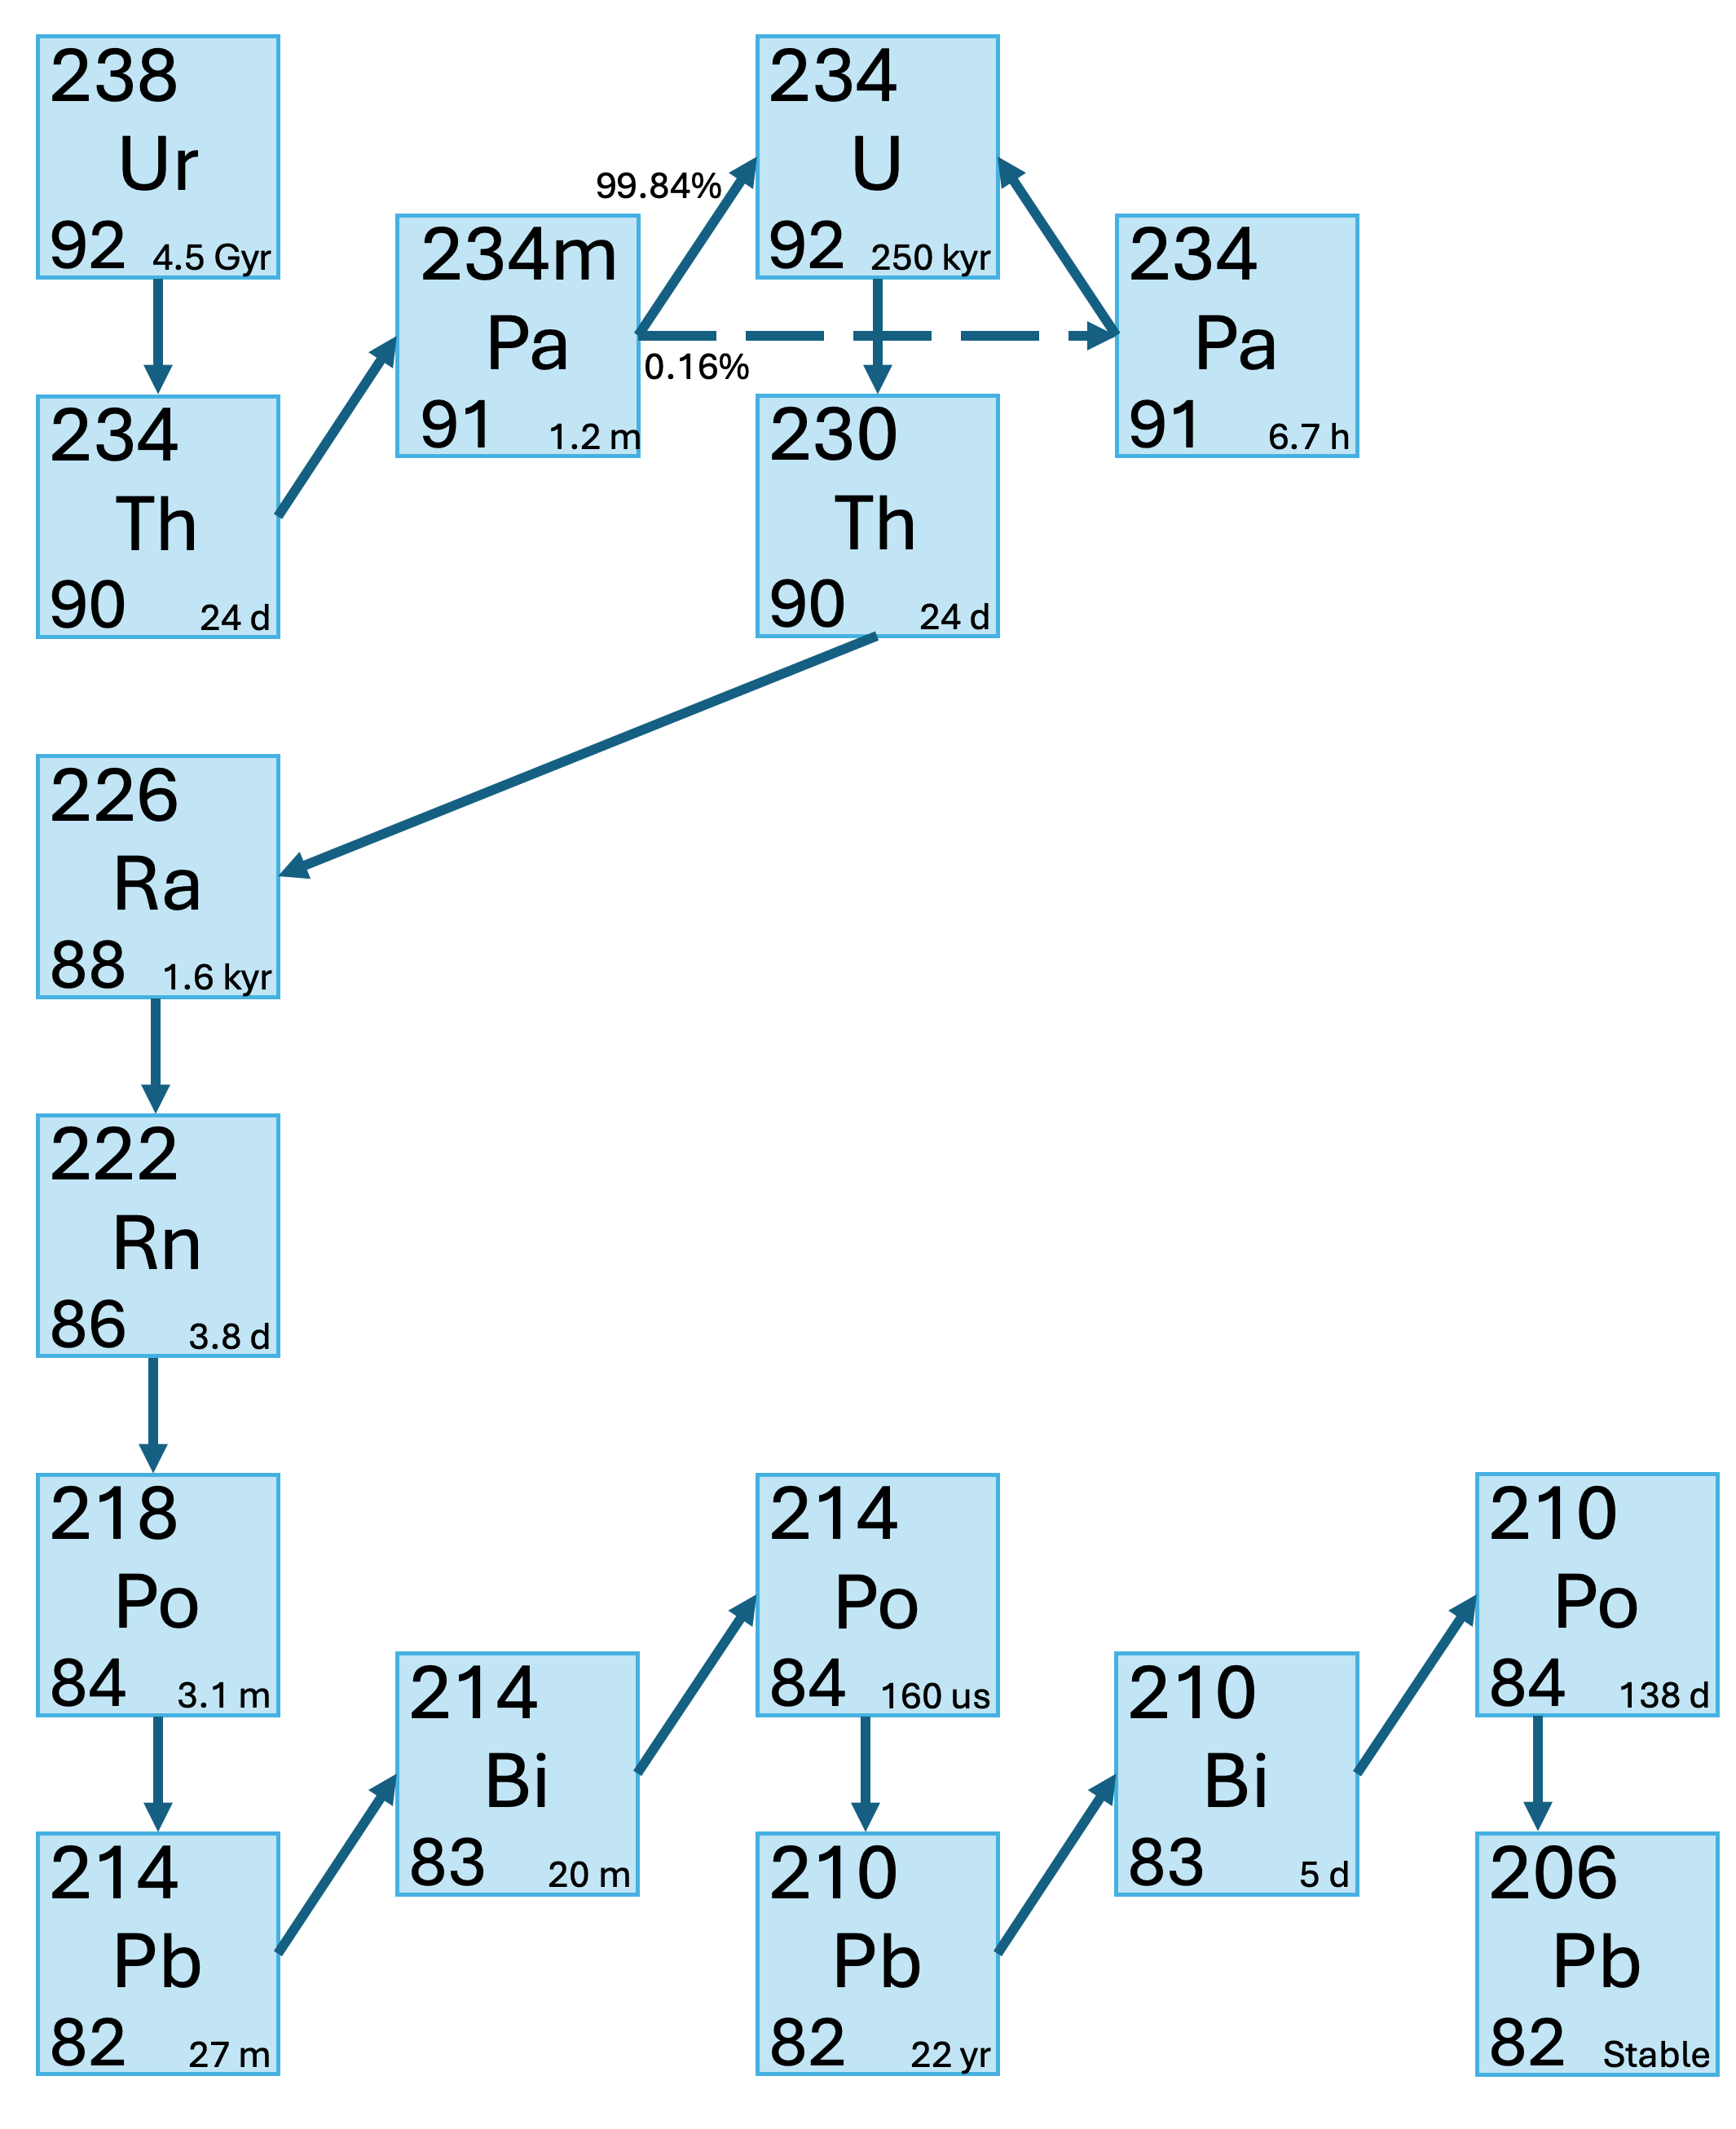 238
Ur
92 4.5 Gyr
234
Th
90 24 d
234m
Pa
91 1.2 m
99.84%
0.16%
234
U
92 250 kyr
234
Pa
91 6.7 h
230
Th
90 24 d
226
Ra
88 1.6 kyr
222
Rn
86 3.8 d
218
Po
84 3.1 m
214
Pb
82 27 m
214
Bi
83 20 m
214
Po
84 160 us
210
Pb
82 22 yr
210
Bi
83 5 d
210
Po
84 138 d
206
Pb
82 Stable